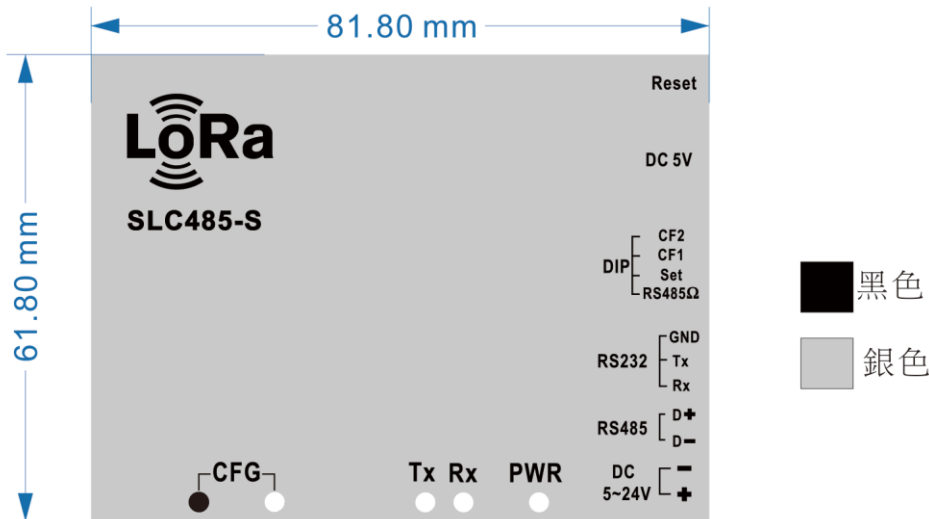 81.80 mm
61.80 mm
LoRa
SLC485-S
Reset
DC 5V
DIP
CF2
CF1
Set
RS485Ω
RS232
GND
Tx
Rx
RS485
D+
D-
DC
5~24V
-
+
CFG
Tx Rx PWR
黑色
銀色